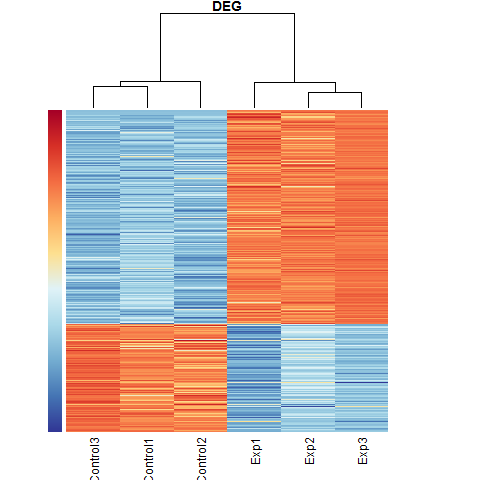 DEG
Control3
Control1
Control2
Exp1
Exp2
Exp3